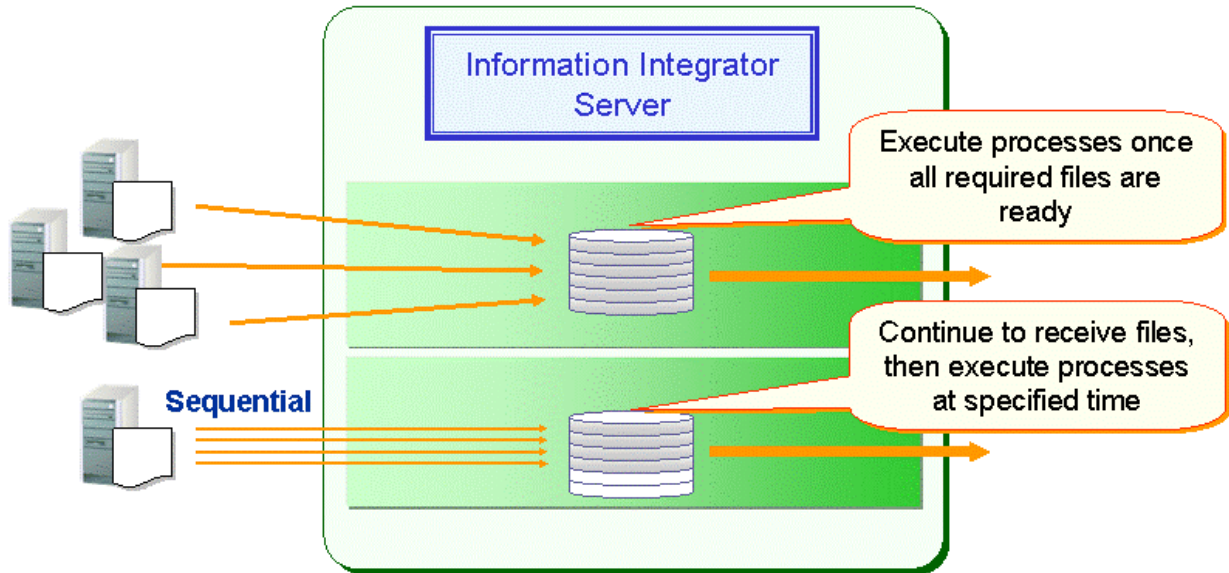 Information Integrator
Server
Execute processes once
all required files are
ready
Continue to receive files,
then execute processes
at specified time
Sequential